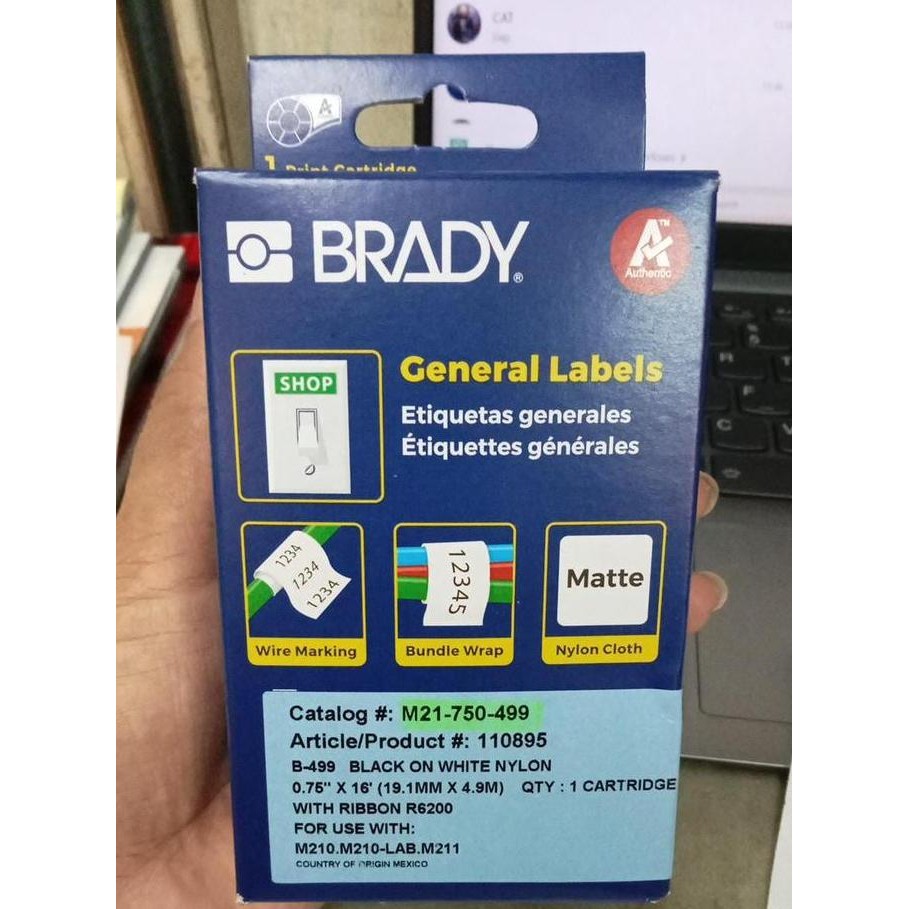 CAT
1 Print Cartridge
BRADY®
A™
Authentic
SHOP
General Labels
Etiquetas generales
Étiquettes générales
1234
1234
1234
12345
Matte
Wire Marking
Bundle Wrap
Nylon Cloth
Catalog #: M21-750-499
Article/Product #: 110895
B-499 BLACK ON WHITE NYLON
0.75" X 16' (19.1MM X 4.9M) QTY : 1 CARTRIDGE
WITH RIBBON R6200
FOR USE WITH:
M210.M210-LAB.M211
COUNTRY OF ORIGIN MEXICO